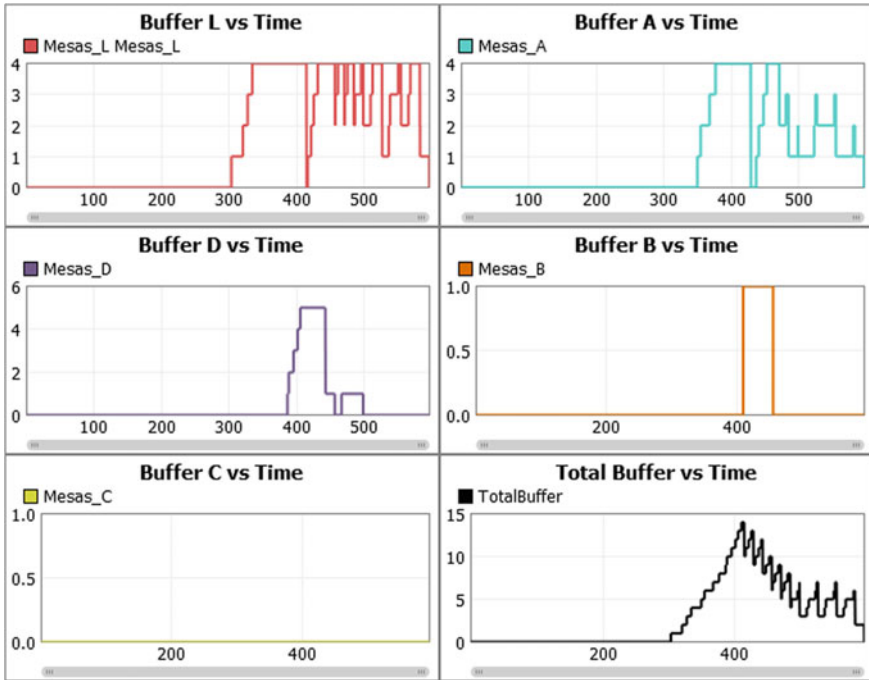 Buffer L vs Time
Mesas_L Mesas_L
4
3
2
1
0
100 200 300 400 500
Buffer A vs Time
Mesas_A
4
3
2
1
0
100 200 300 400 500
Buffer D vs Time
Mesas_D
6
4
2
0
100 200 300 400 500
Buffer B vs Time
Mesas_B
1.0
0.5
0.0
200 400
Buffer C vs Time
Mesas_C
1.0
0.5
0.0
200 400
Total Buffer vs Time
TotalBuffer
15
10
5
0
200 400